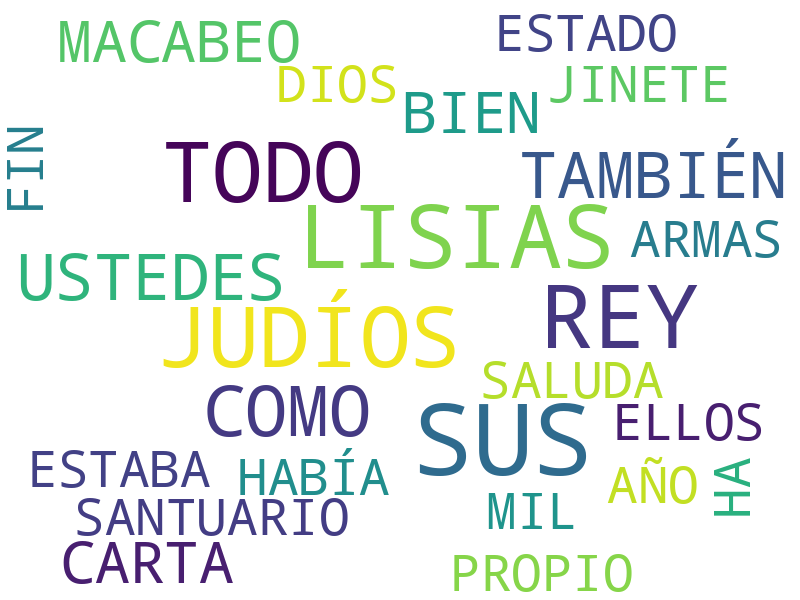 MACABEO
ESTADO
DIOS
JINETE
BIEN
FIN
TODO
TAMBIÉN
LISIAS
ARMAS
USTEDES
REY
JUDÍOS
SALUDA
COMO
SUS
ELLOS
ESTABA
HABÍA
AÑO
HA
SANTUARIO
MIL
CARTA
PROPIO